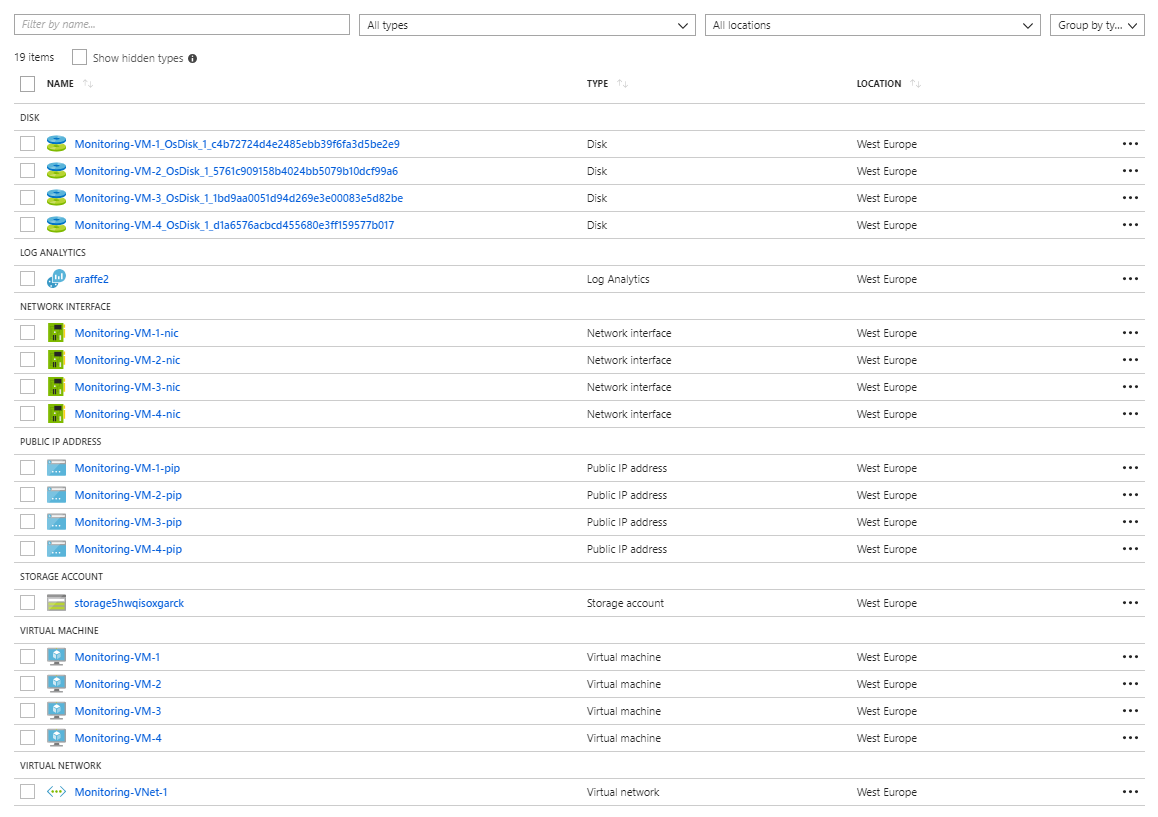 Filter by name... All types All locations Group by ty...
19 items Show hidden types
NAME TYPE LOCATION
DISK
Monitoring-VM-1_OsDisk_1_c4b72724d4e2485ebb39f6fa3d5be2e9 Disk West Europe
Monitoring-VM-2_OsDisk_1_5761c909158b4024bb5079b10dcf99a6 Disk West Europe
Monitoring-VM-3_OsDisk_1_1bd9aa0051d94d269e3e00083e5d82be Disk West Europe
Monitoring-VM-4_OsDisk_1_d1a6576acbcd455680e3ff159577b017 Disk West Europe
LOG ANALYTICS
araffe2 Log Analytics West Europe
NETWORK INTERFACE
Monitoring-VM-1-nic Network interface West Europe
Monitoring-VM-2-nic Network interface West Europe
Monitoring-VM-3-nic Network interface West Europe
Monitoring-VM-4-nic Network interface West Europe
PUBLIC IP ADDRESS
Monitoring-VM-1-pip Public IP address West Europe
Monitoring-VM-2-pip Public IP address West Europe
Monitoring-VM-3-pip Public IP address West Europe
Monitoring-VM-4-pip Public IP address West Europe
STORAGE ACCOUNT
storage5hwqisoxgarck Storage account West Europe
VIRTUAL MACHINE
Monitoring-VM-1 Virtual machine West Europe
Monitoring-VM-2 Virtual machine West Europe
Monitoring-VM-3 Virtual machine West Europe
Monitoring-VM-4 Virtual machine West Europe
VIRTUAL NETWORK
Monitoring-VNet-1 Virtual network West Europe